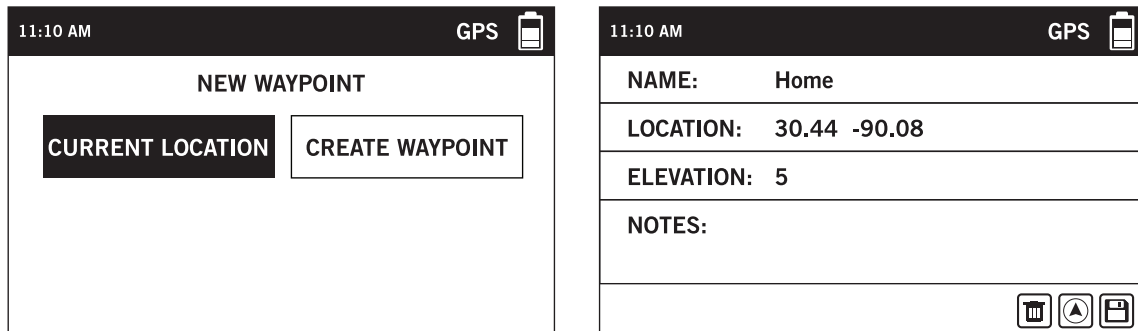 11:10 AM GPS
NEW WAYPOINT
CURRENT LOCATION CREATE WAYPOINT
11:10 AM GPS
NAME: Home
LOCATION: 30.44 -90.08
ELEVATION: 5
NOTES: